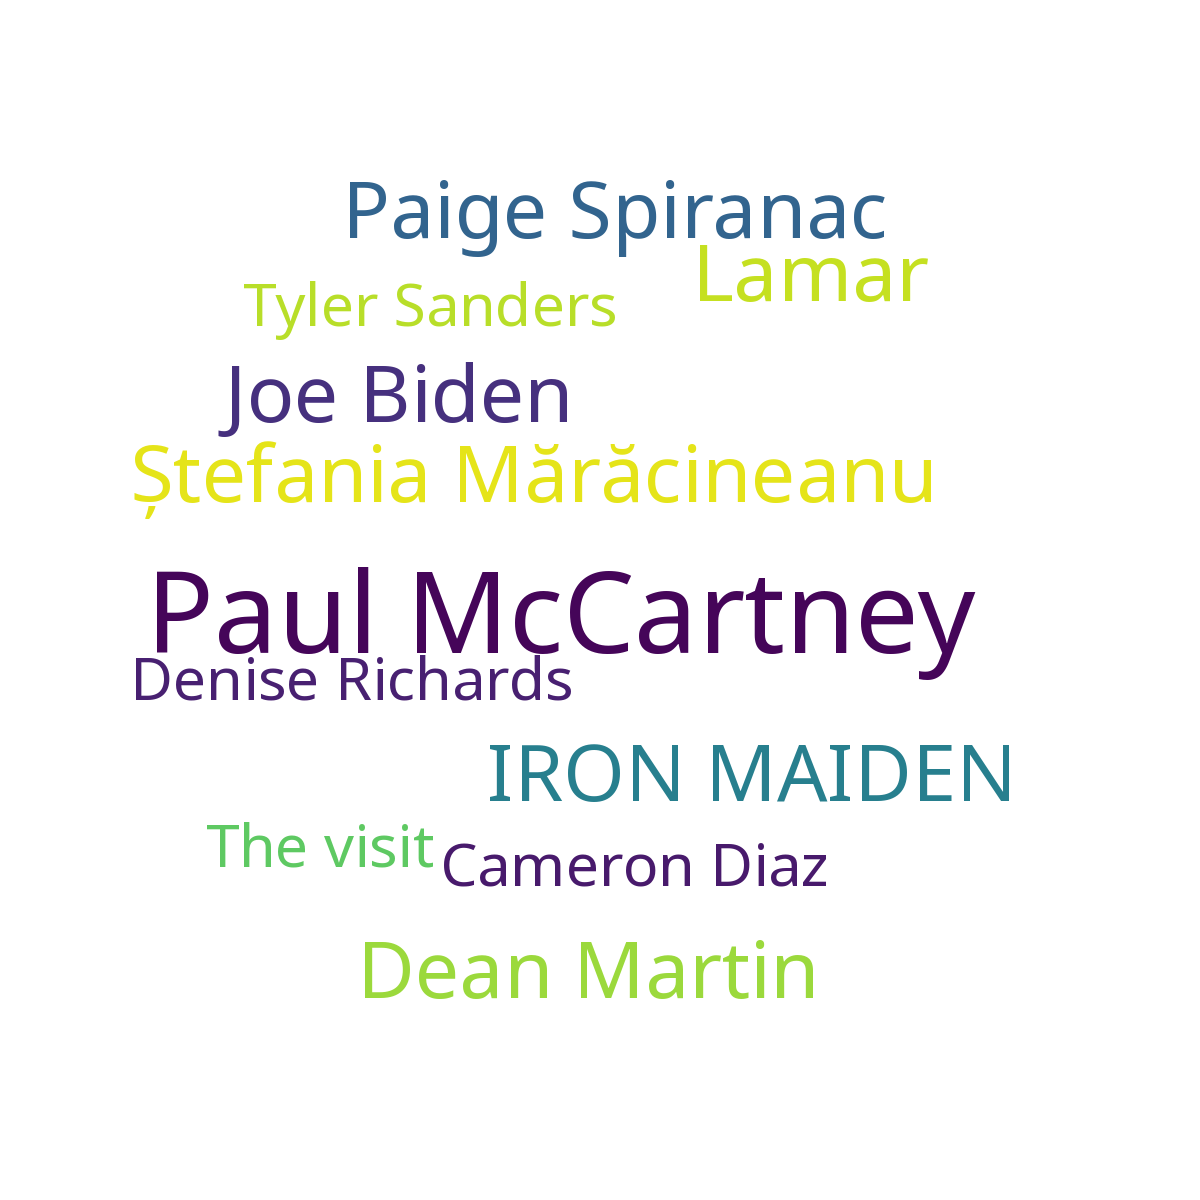 Paige Spiranac
Lamar
Tyler Sanders
Joe Biden
Ștefania Mărăcineanu
Paul McCartney
Denise Richards
IRON MAIDEN
The visit
Cameron Diaz
Dean Martin